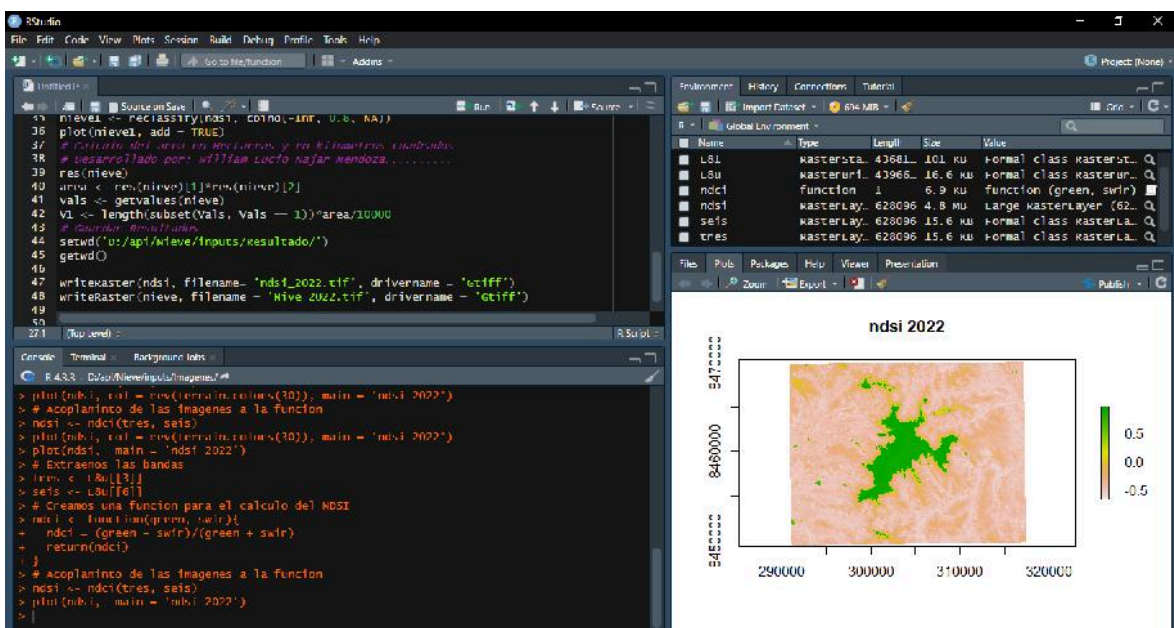 RStudio
File Edit Code View Plots Session Build Debug Profile Tools Help
Go to file/function Addins
Project: (None)
Source on Save Run Source
nieve1 <- reclassify(ndsi, cbind(-Inf, 0.8, NA))
36 plot(nieve1, add = TRUE)
37 # Calculo del area en Hectareas y en kilometros cuadrados
38 # Desarrollado por: William Lucio Najar Mendoza..........
39 res(nieve)
40 area <- res(nieve)[1]*res(nieve)[2]
41 vals <- getvalues(nieve)
42 V1 <- length(subset(Vals, Vals == 1))*area/10000
43 # Guardar Resultados
44 setwd('D:/api/Nieve/inputs/Resultado/')
45 getwd()
46
47 writeRaster(ndsi, filename= 'ndsi_2022.tif', drivername = 'Gtiff')
48 writeRaster(nieve, filename = 'Nive 2022.tif', drivername = 'Gtiff')
49
50
27:1 (Top Level) R Script
Console Terminal Background Jobs
D:/api/Nieve/inputs/Imagenes/
> plot(ndsi, col = rev(terrain.colors(30)), main = 'ndsi 2022')
> # Acoplaminto de las imagenes a la funcion
> ndsi <- ndci(tres, seis)
> plot(ndsi, col = rev(terrain.colors(30)), main = 'ndsi 2022')
> plot(ndsi, main = 'ndsi 2022')
> # Extraemos las bandas
> tres <- L8u[[3]]
> seis <- L8u[[6]]
> # Creamos una funcion para el calculo del NDSI
> ndci <- function(green, swir){
+ ndci = (green - swir)/(green + swir)
+ return(ndci)
+ }
> # Acoplaminto de las imagenes a la funcion
> ndsi <- ndci(tres, seis)
> plot(ndsi, main = 'ndsi 2022')
>
Environment History Connections Tutorial
Import Dataset 694 MiB Grid
R Global Environment
Name Type Length Size Value
RasterSta… 43681… 101 KB Formal class RasterSt…
L8u RasterBri… 43966… 16.6 KB Formal class RasterBr…
ndci function 1 6.9 KB function (green, swir)
ndsi RasterLay… 628096 4.8 MB Large RasterLayer (62…
seis RasterLay… 628096 15.6 KB Formal class RasterLa…
tres RasterLay… 628096 15.6 KB Formal class RasterLa…
Files Plots Packages Help Viewer Presentation
Zoom Export Publish
ndsi 2022
8460000
0.5
0.0
-0.5
290000 300000 310000 320000